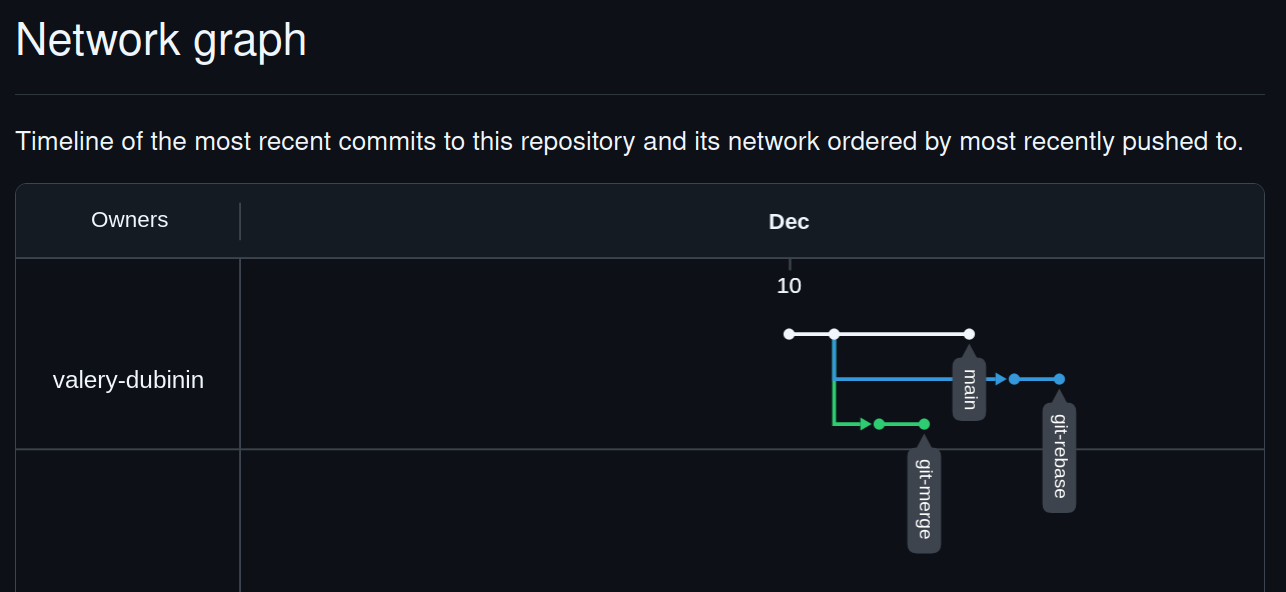 Network graph
Timeline of the most recent commits to this repository and its network ordered by most recently pushed to.
Owners
Dec
10
valery-dubinin
main
git-rebase
git-merge